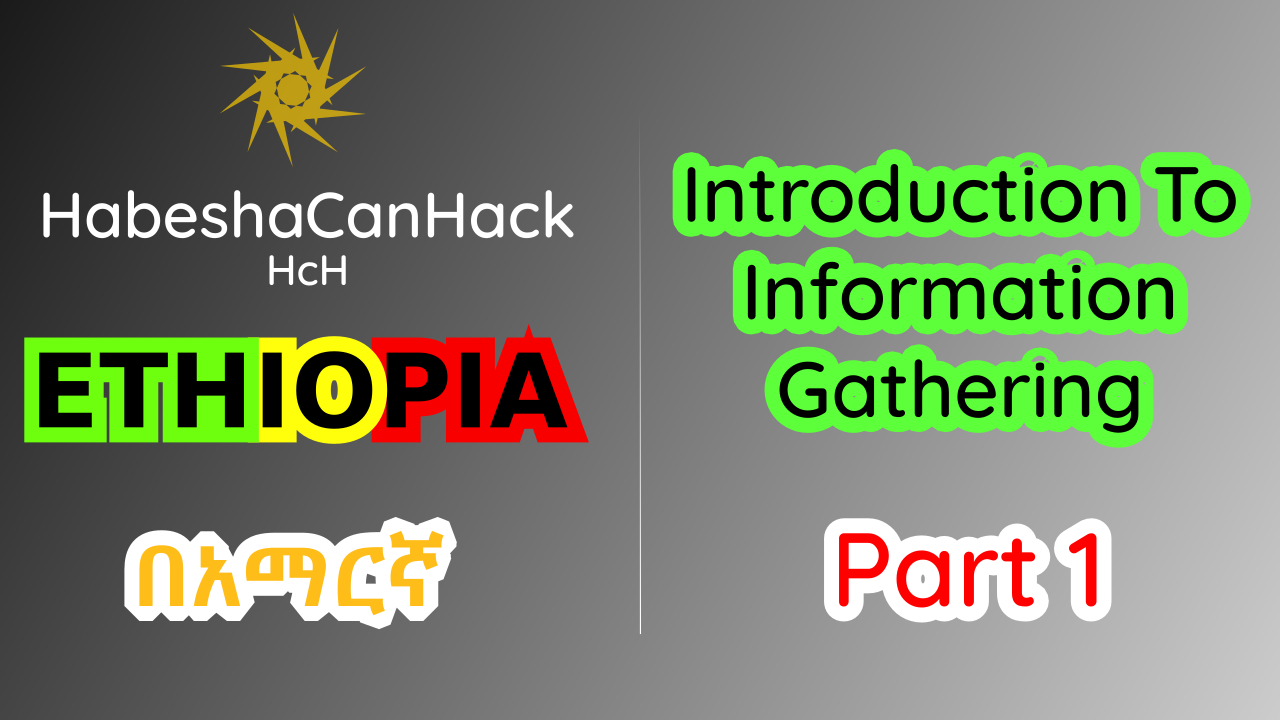 HabeshaCanHack
HcH
ETHIOPIA
በአማርኛ
Introduction To
Information
Gathering
Part 1